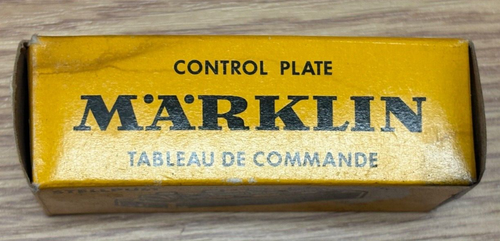 CONTROL PLATE
MÄRKLIN
TABLEAU DE COMMANDE